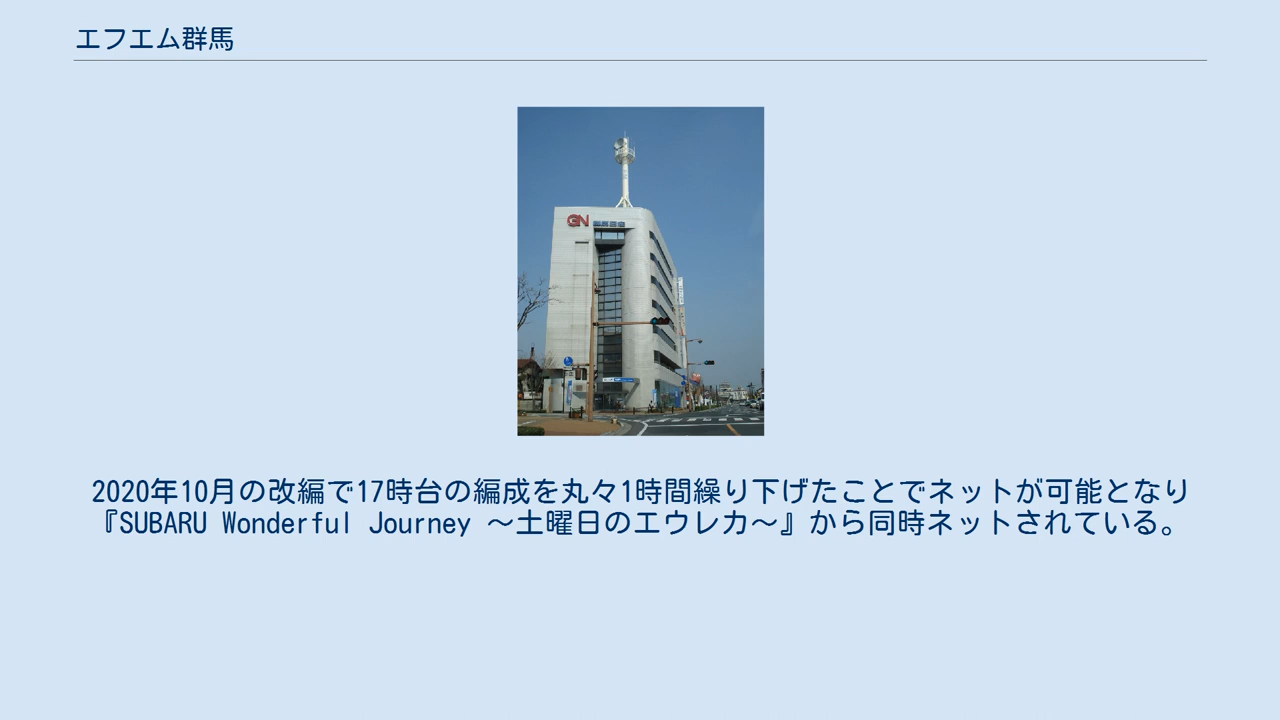 エフエム群馬
GN
2020年10月の改編で17時台の編成を丸々1時間繰り下げたことでネットが可能となり
『SUBARU Wonderful Journey ～土曜日のエウレカ～』から同時ネットされている。